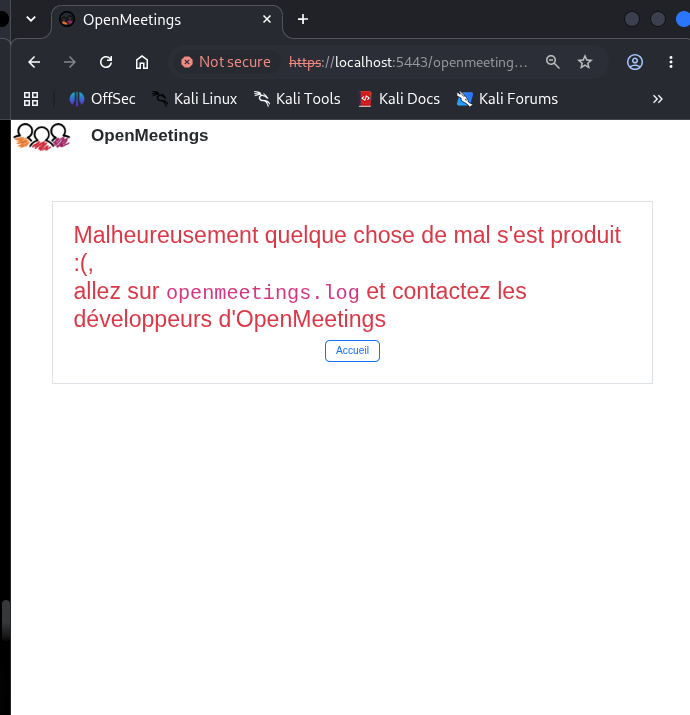 OpenMeetings
Not secure https://localhost:5443/openmeeting...
OffSec Kali Linux Kali Tools Kali Docs Kali Forums
OpenMeetings
Malheureusement quelque chose de mal s'est produit
:(,
allez sur openmeetings.log et contactez les
développeurs d'OpenMeetings
Accueil